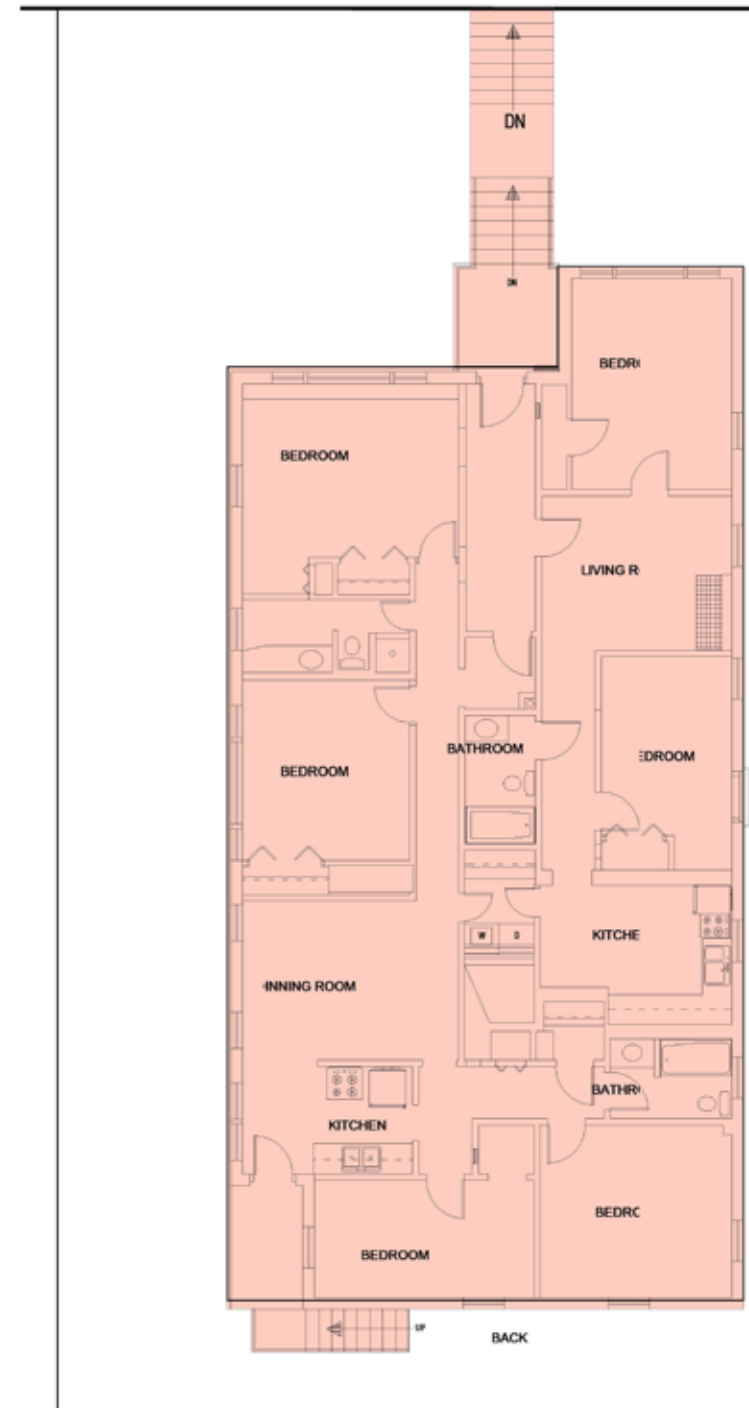 DN
DN
BEDR
BEDROOM
LIVING R
BATHROOM
EDROOM
BEDROOM
W D
KITCHE
INNING ROOM
BATHR
KITCHEN
BEDRC
BEDROOM
UP
BACK